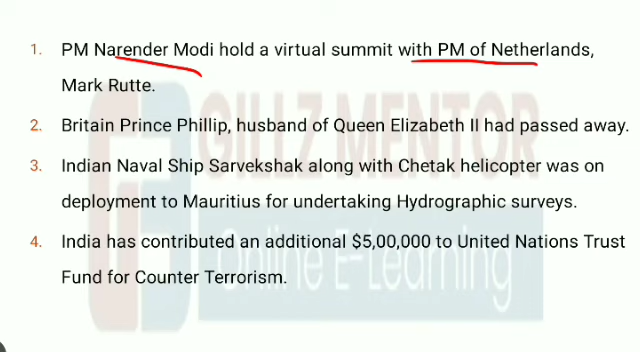 1. PM Narender Modi hold a virtual summit with PM of Netherlands,
Mark Rutte.
2. Britain Prince Phillip, husband of Queen Elizabeth II had passed away.
3. Indian Naval Ship Sarvekshak along with Chetak helicopter was on
deployment to Mauritius for undertaking Hydrographic surveys.
4. India has contributed an additional $5,00,000 to United Nations Trust
Fund for Counter Terrorism.
GILLZ MENTOR
Online E-Learning